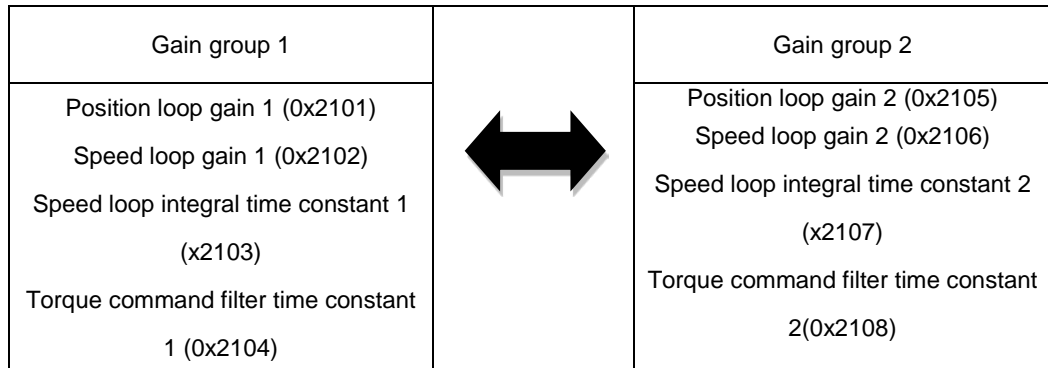 Gain group 1
Position loop gain 1 (0x2101)
Speed loop gain 1 (0x2102)
Speed loop integral time constant 1
(x2103)
Torque command filter time constant
1 (0x2104)
Gain group 2
Position loop gain 2 (0x2105)
Speed loop gain 2 (0x2106)
Speed loop integral time constant 2
(x2107)
Torque command filter time constant
2(0x2108)